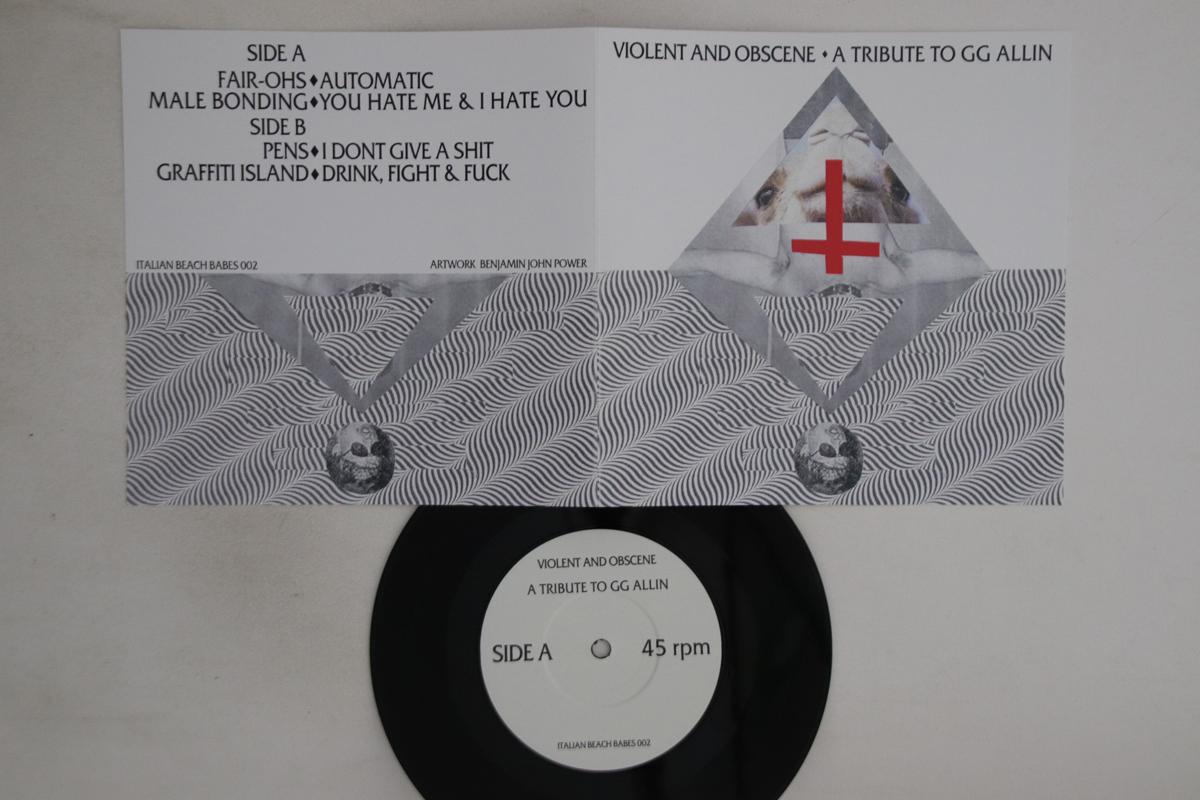 SIDE A
FAIR-OHS♦AUTOMATIC
MALE BONDING♦YOU HATE ME & I HATE YOU
SIDE B
PENS♦I DONT GIVE A SHIT
GRAFFITI ISLAND♦DRINK, FIGHT & FUCK
ITALIAN BEACH BABES 002
ARTWORK BENJAMIN JOHN POWER
VIOLENT AND OBSCENE ♦ A TRIBUTE TO GG ALLIN
VIOLENT AND OBSCENE
A TRIBUTE TO GG ALLIN
SIDE A
45 rpm
ITALIAN BEACH BABES 002